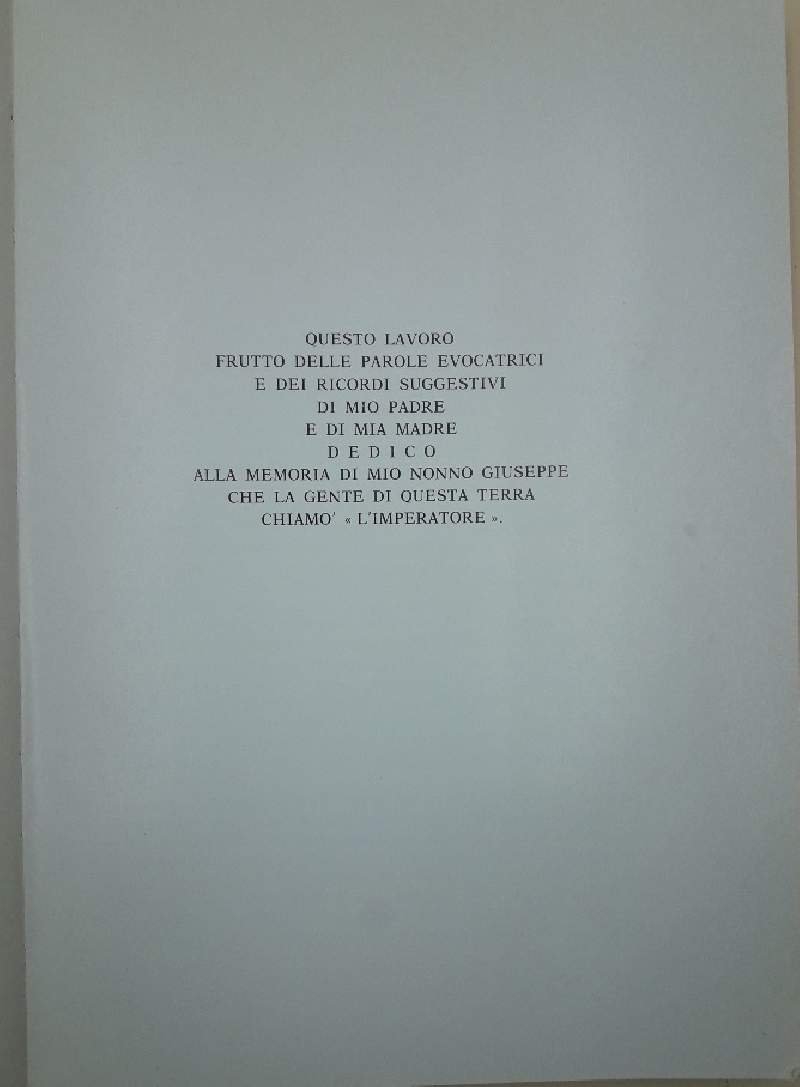 QUESTO LAVORO
FRUTTO DELLE PAROLE EVOCATRICI
E DEI RICORDI SUGGESTIVI
DI MIO PADRE
E DI MIA MADRE
D E D I C O
ALLA MEMORIA DI MIO NONNO GIUSEPPE
CHE LA GENTE DI QUESTA TERRA
CHIAMO' « L'IMPERATORE ».